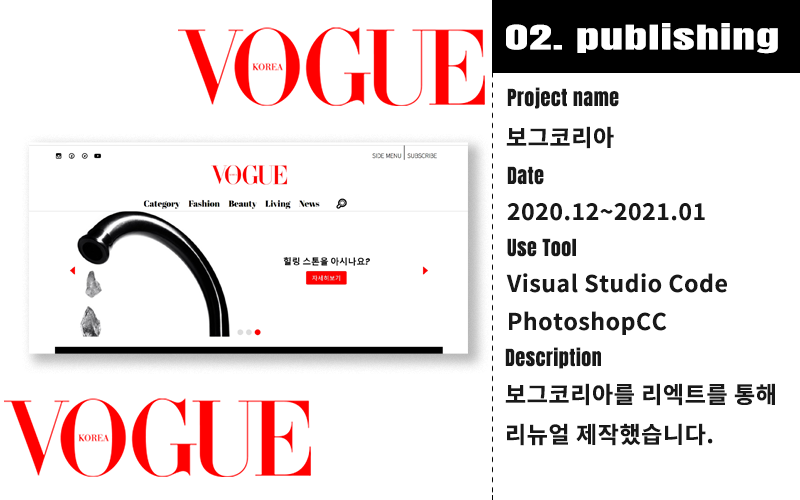 VOGUE
KOREA
SIDE MENU SUBSCRIBE
VOGUE
Category Fashion Beauty Living News
힐링 스톤을 아시나요?
자세히보기
VOGUE
KOREA
02. publishing
Project name
보그코리아
Date
2020.12~2021.01
Use Tool
Visual Studio Code
PhotoshopCC
Description
보그코리아를 리엑트를 통해
리뉴얼 제작했습니다.